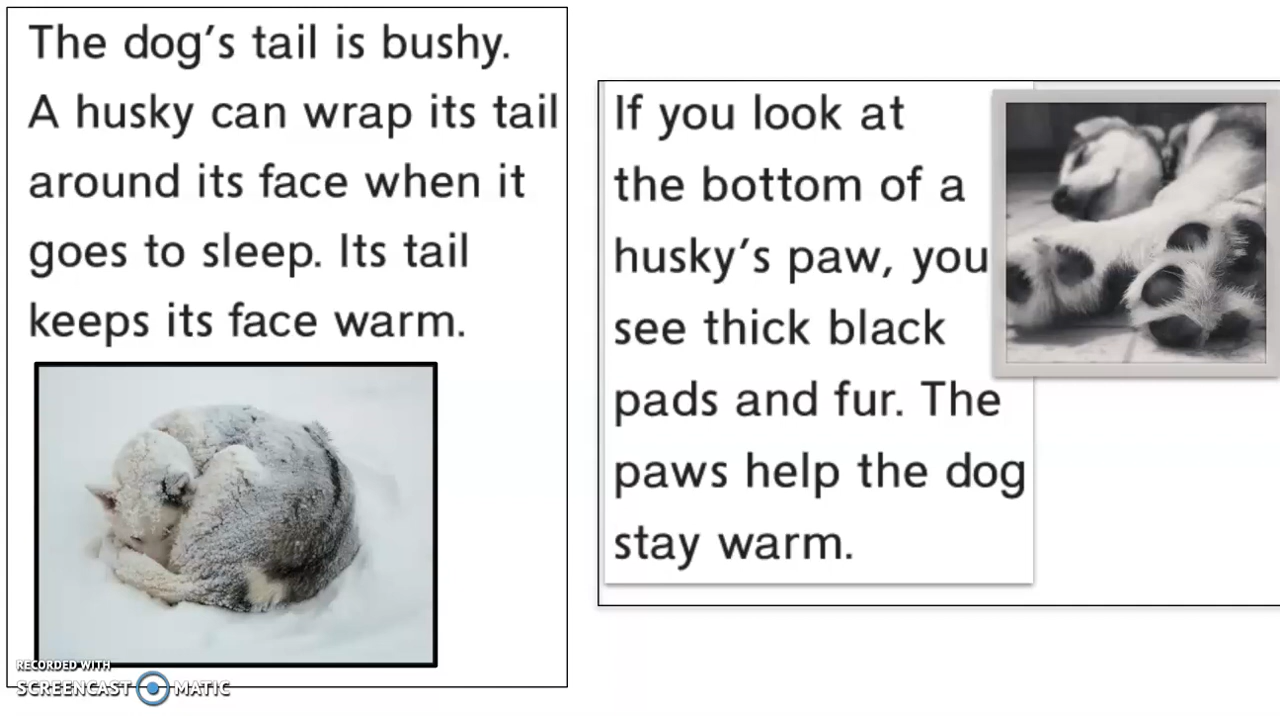 The dog's tail is bushy.
A husky can wrap its tail
around its face when it
goes to sleep. Its tail
keeps its face warm.
If you look at
the bottom of a
husky's paw, you
see thick black
pads and fur. The
paws help the dog
stay warm.
RECORDED WITH
SCREENCAST MATIC